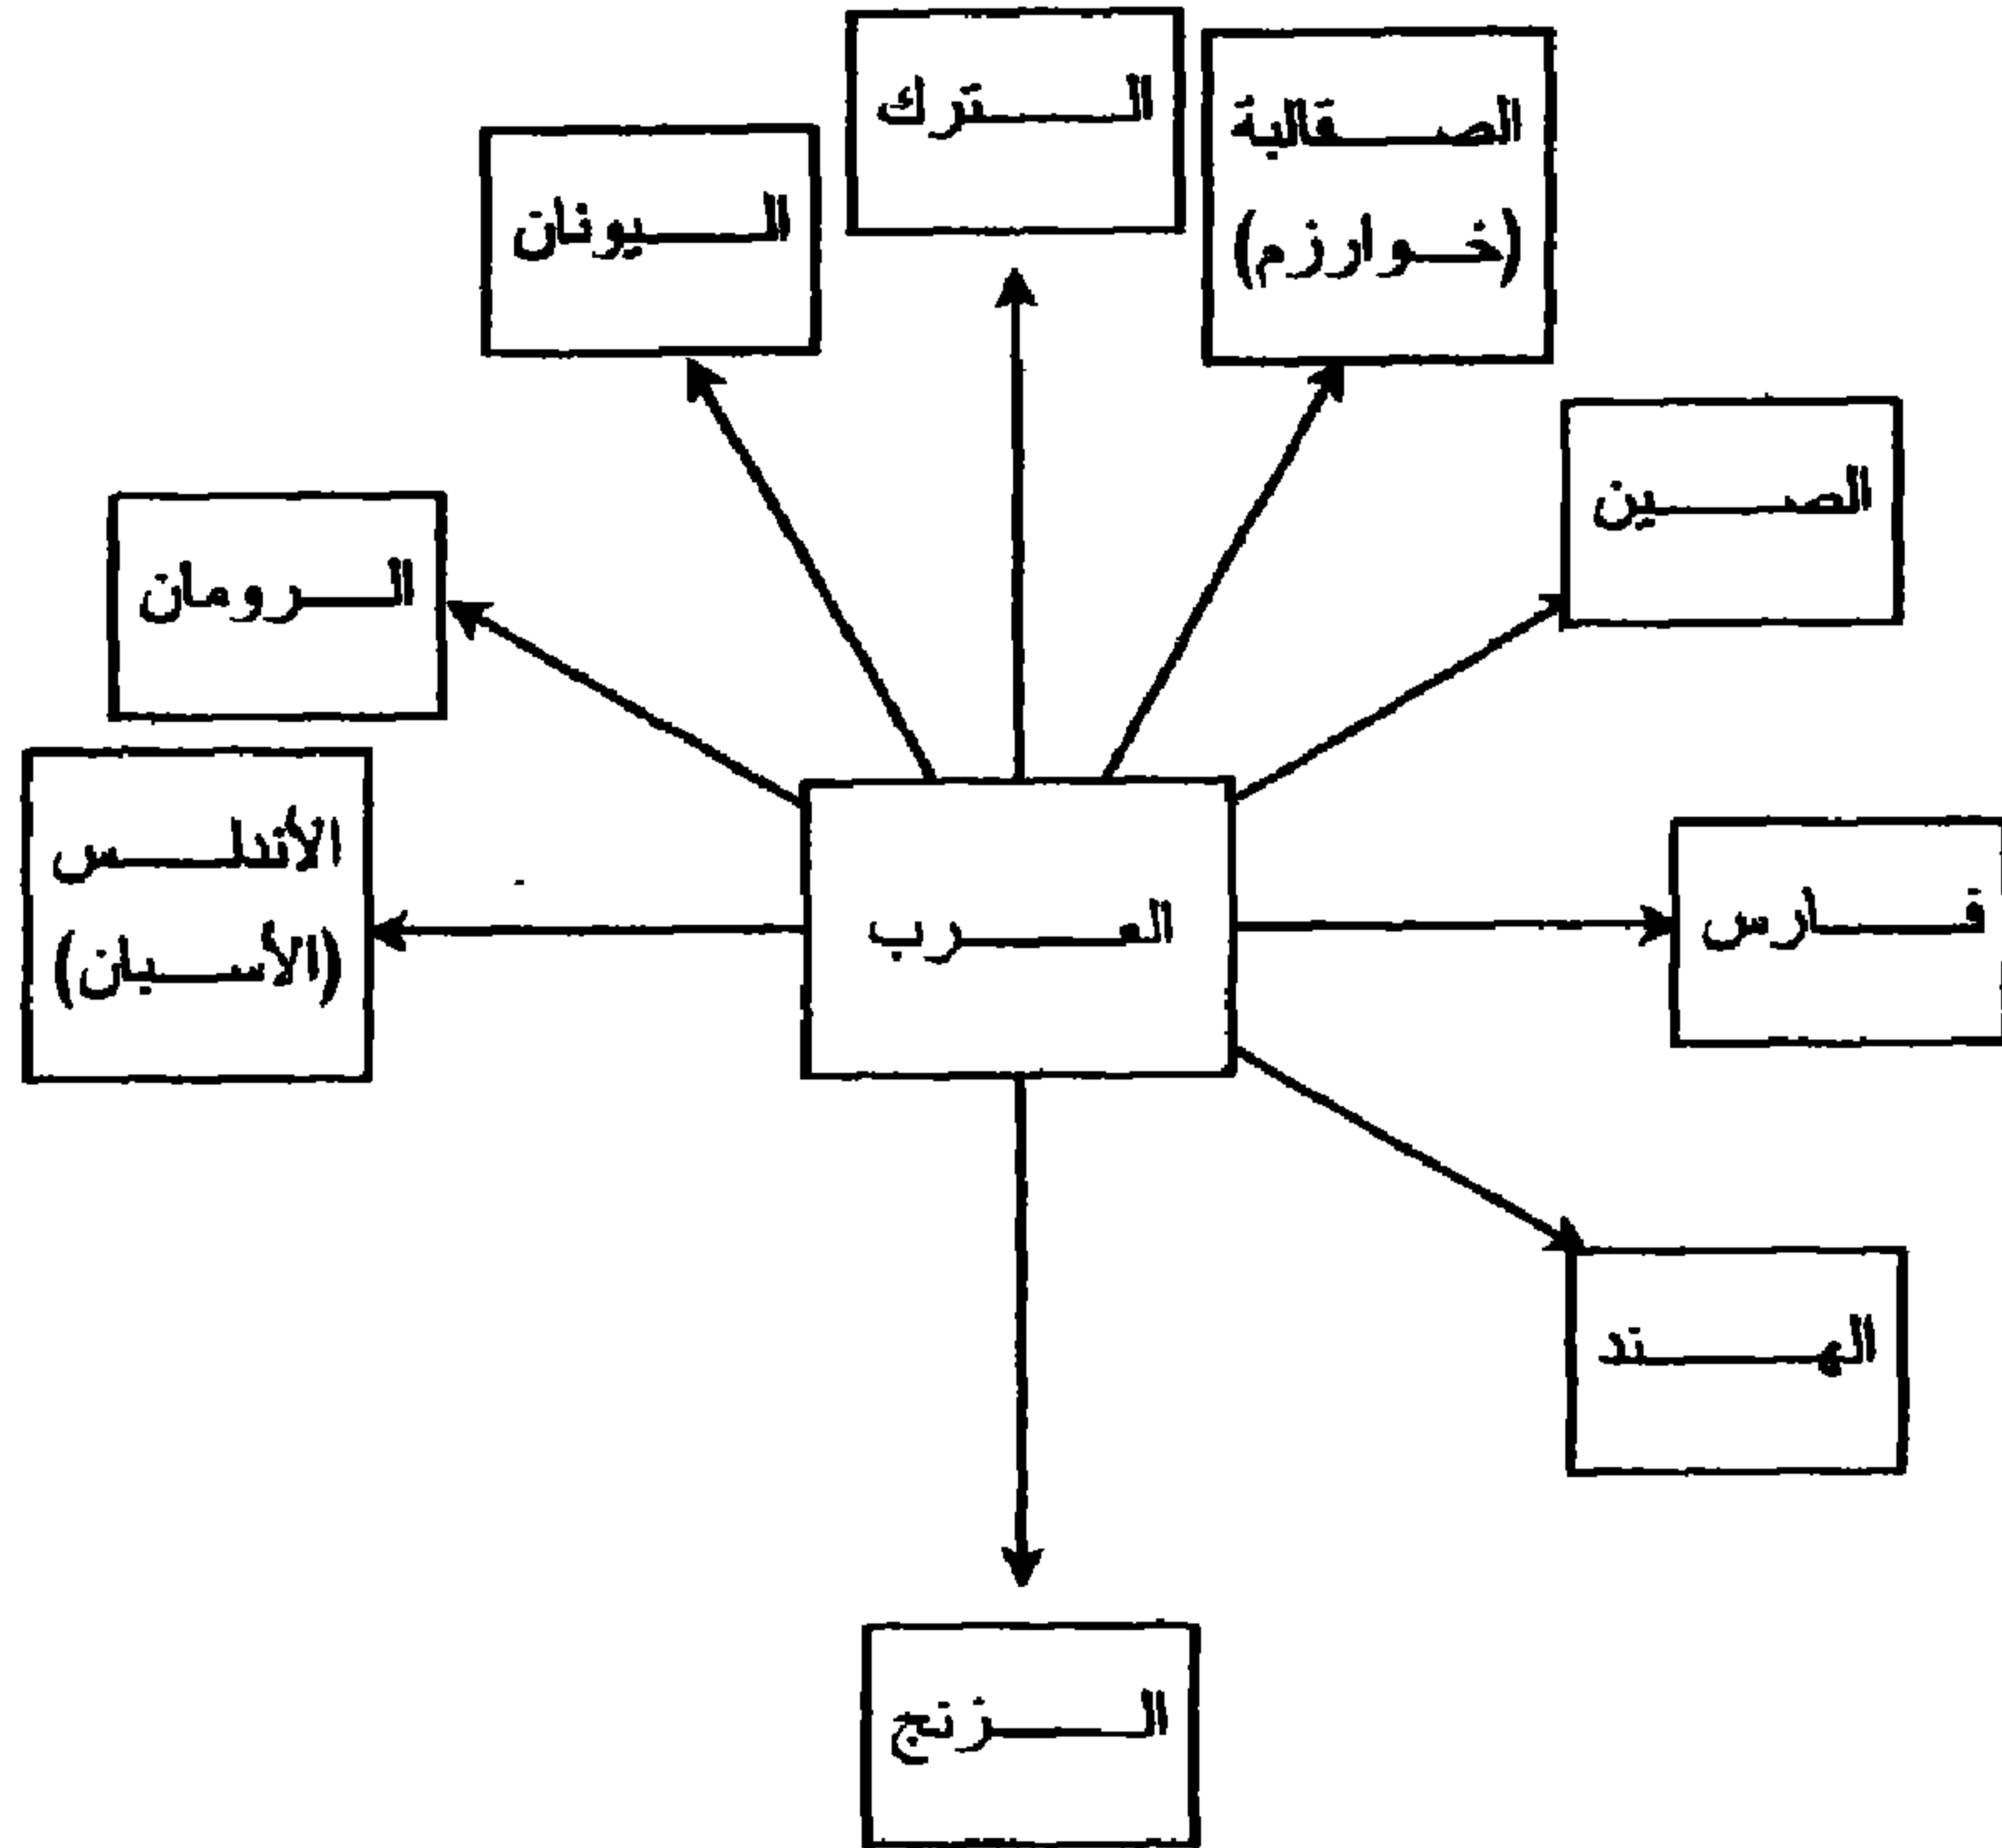 الترك
الصقالبة
(خوارزم)
اليونان
الصين
الرومان
الأندلس
(الأسبان)
العرب
فارس
الهند
الزنج